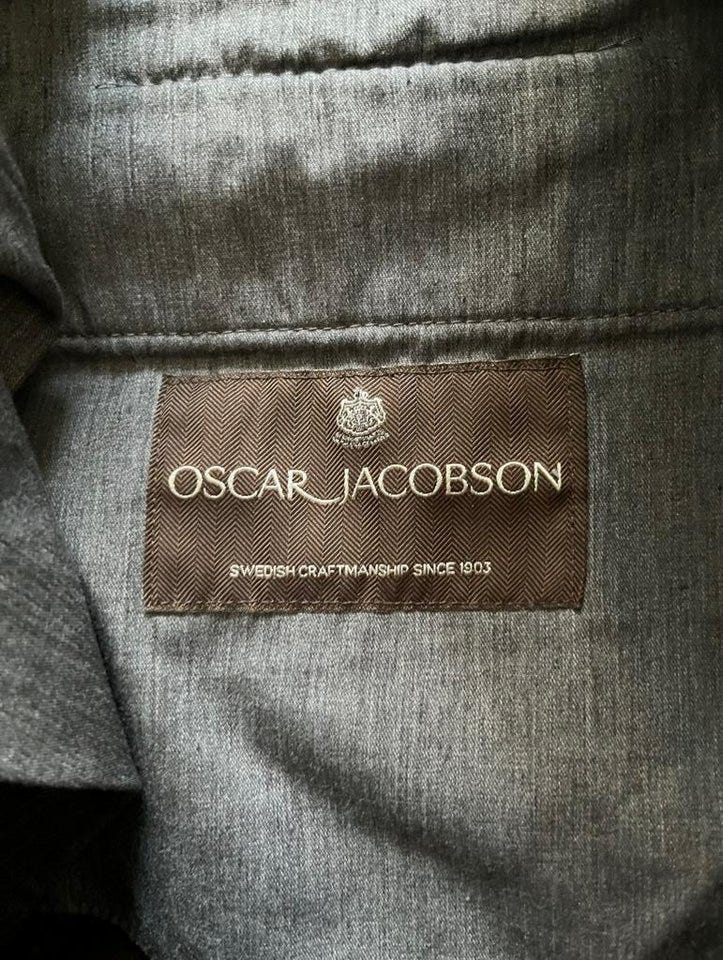 OSCAR JACOBSON
SWEDISH CRAFTMANSHIP SINCE 1903